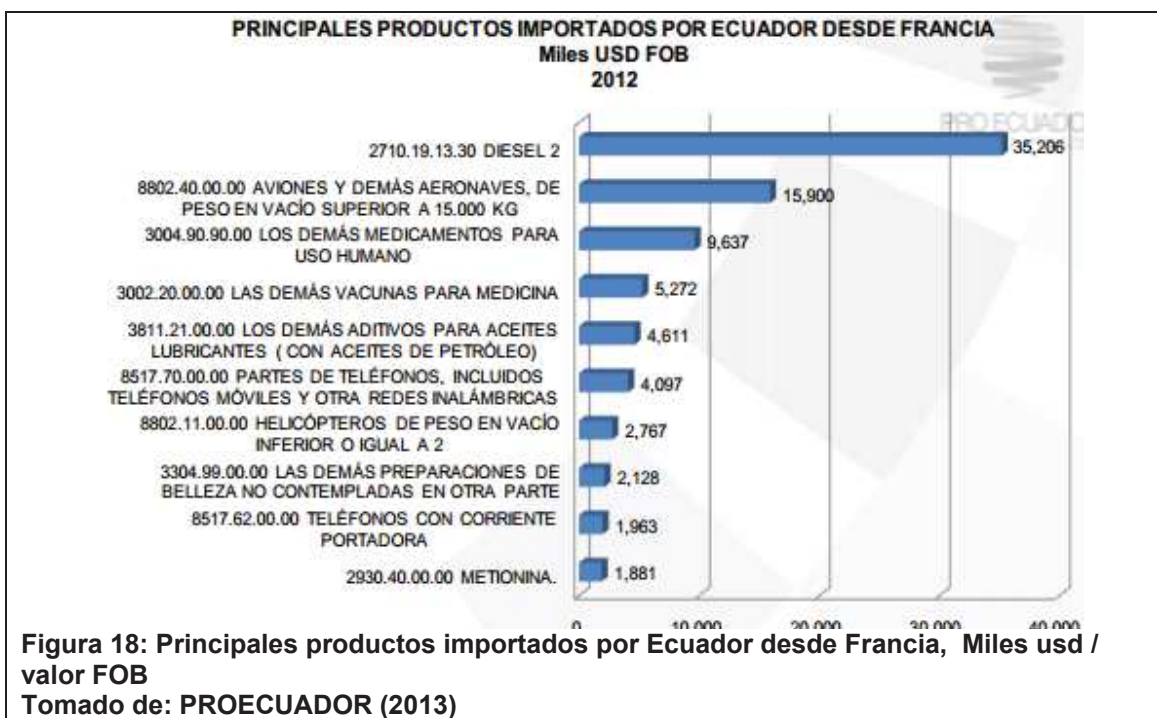 PRINCIPALES PRODUCTOS IMPORTADOS POR ECUADOR DESDE FRANCIA
Miles USD FOB
2012
PRO ECUADO
2710.19.13.30 DIESEL 2
35,206
8802.40.00.00 AVIONES Y DEMÁS AERONAVES, DE
PESO EN VACÍO SUPERIOR A 15.000 KG
15,900
3004.90.90.00 LOS DEMÁS MEDICAMENTOS PARA
USO HUMANO
9,637
3002.20.00.00 LAS DEMÁS VACUNAS PARA MEDICINA
5,272
3811.21.00.00 LOS DEMÁS ADITIVOS PARA ACEITES
LUBRICANTES ( CON ACEITES DE PETRÓLEO)
4,611
8517.70.00.00 PARTES DE TELÉFONOS, INCLUIDOS
TELÉFONOS MÓVILES Y OTRA REDES INALÁMBRICAS
4,097
8802.11.00.00 HELICÓPTEROS DE PESO EN VACÍO
INFERIOR O IGUAL A 2
2,767
3304.99.00.00 LAS DEMÁS PREPARACIONES DE
BELLEZA NO CONTEMPLADAS EN OTRA PARTE
2,128
8517.62.00.00 TELÉFONOS CON CORRIENTE
PORTADORA
1,963
2930.40.00.00 METIONINA.
1,881
0 10.000 20.000 30.000 40.000
Figura 18: Principales productos importados por Ecuador desde Francia, Miles usd /
valor FOB
Tomado de: PROECUADOR (2013)